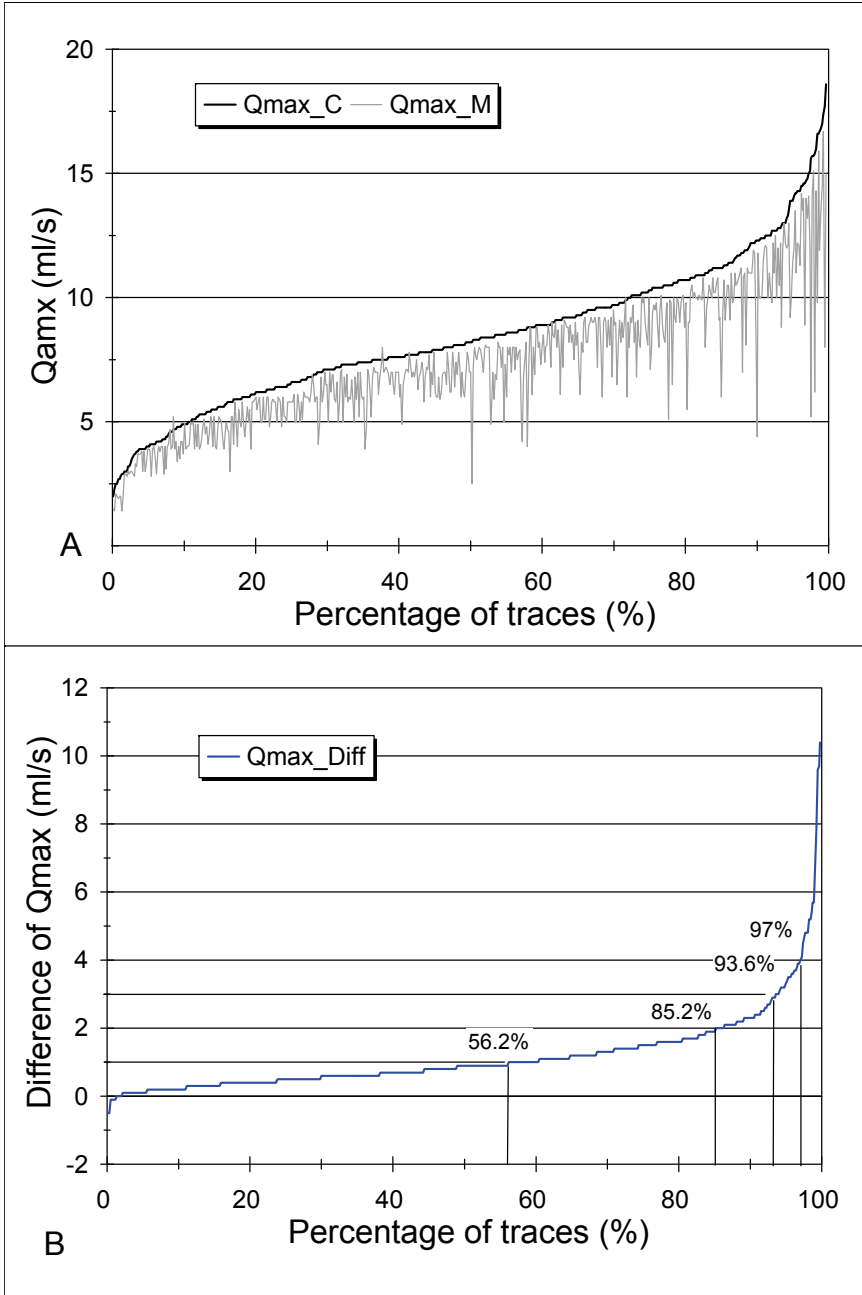 20
Qmax_C Qmax_M
15
10
5
Qamx (ml/s)
A
0 20 40 60 80 100
Percentage of traces (%)
12
10
8
6
4
2
0
-2
Qmax_Diff
Difference of Qmax (ml/s)
97%
93.6%
85.2%
56.2%
0 20 40 60 80 100
Percentage of traces (%)
B